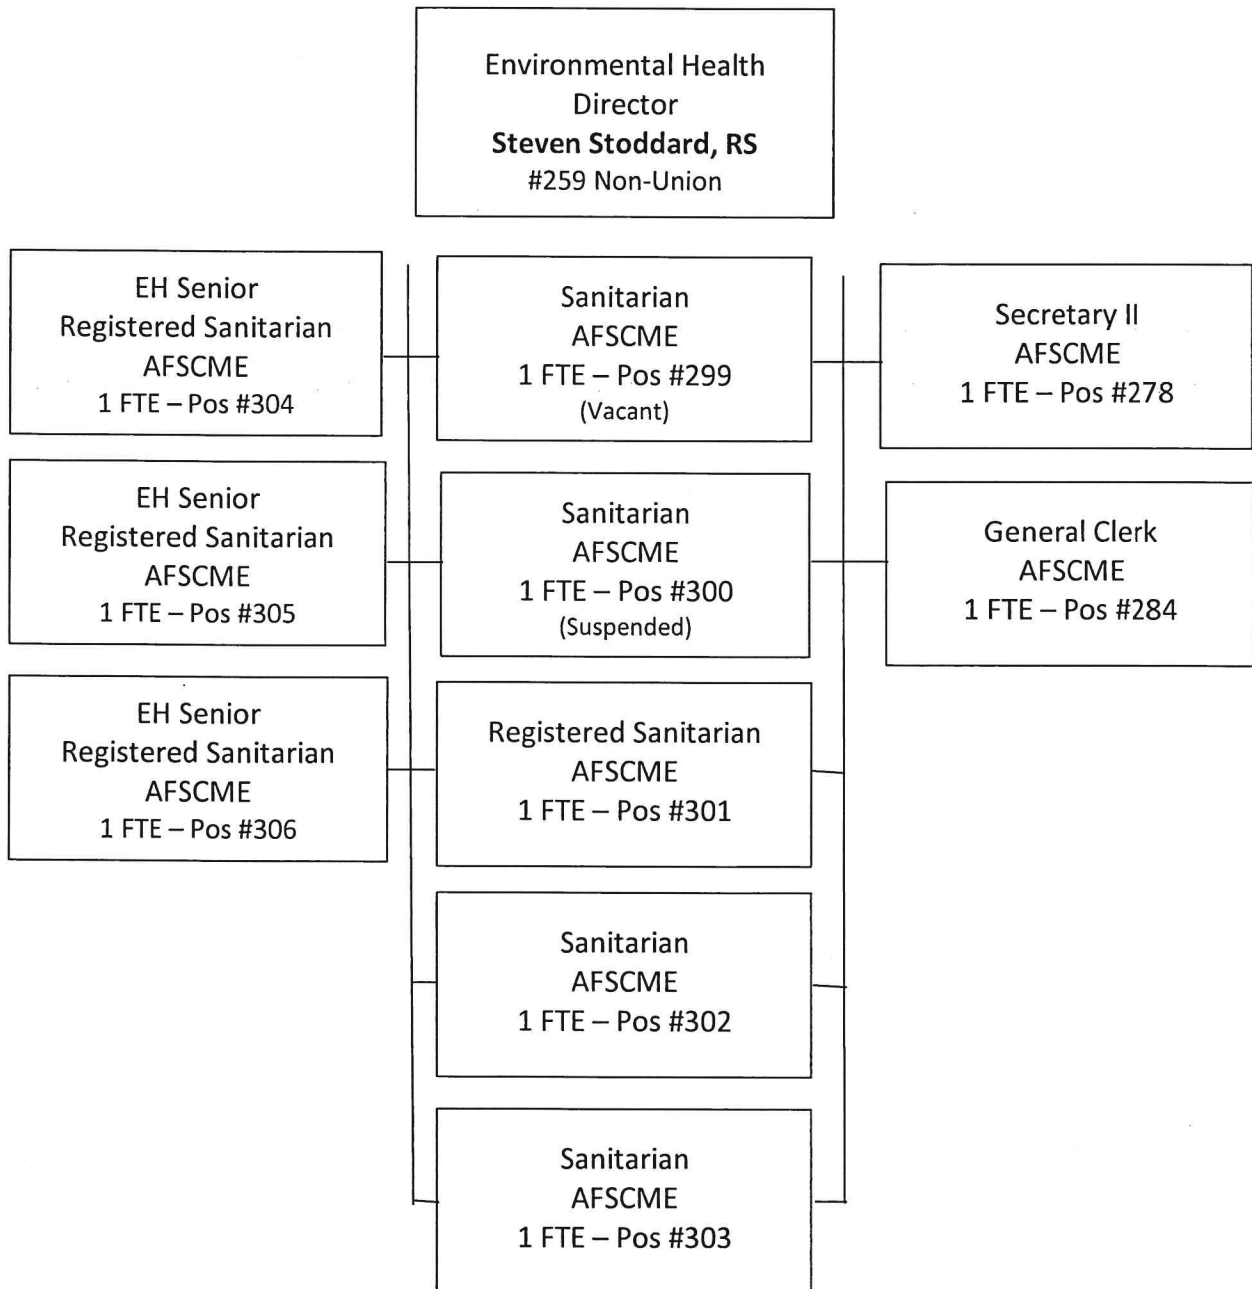 Environmental Health
Director
Steven Stoddard, RS
#259 Non-Union
EH Senior
Registered Sanitarian
AFSCME
1 FTE – Pos #304
Sanitarian
AFSCME
1 FTE – Pos #299
(Vacant)
Secretary II
AFSCME
1 FTE – Pos #278
EH Senior
Registered Sanitarian
AFSCME
1 FTE – Pos #305
Sanitarian
AFSCME
1 FTE – Pos #300
(Suspended)
General Clerk
AFSCME
1 FTE – Pos #284
EH Senior
Registered Sanitarian
AFSCME
1 FTE – Pos #306
Registered Sanitarian
AFSCME
1 FTE – Pos #301
Sanitarian
AFSCME
1 FTE – Pos #302
Sanitarian
AFSCME
1 FTE – Pos #303